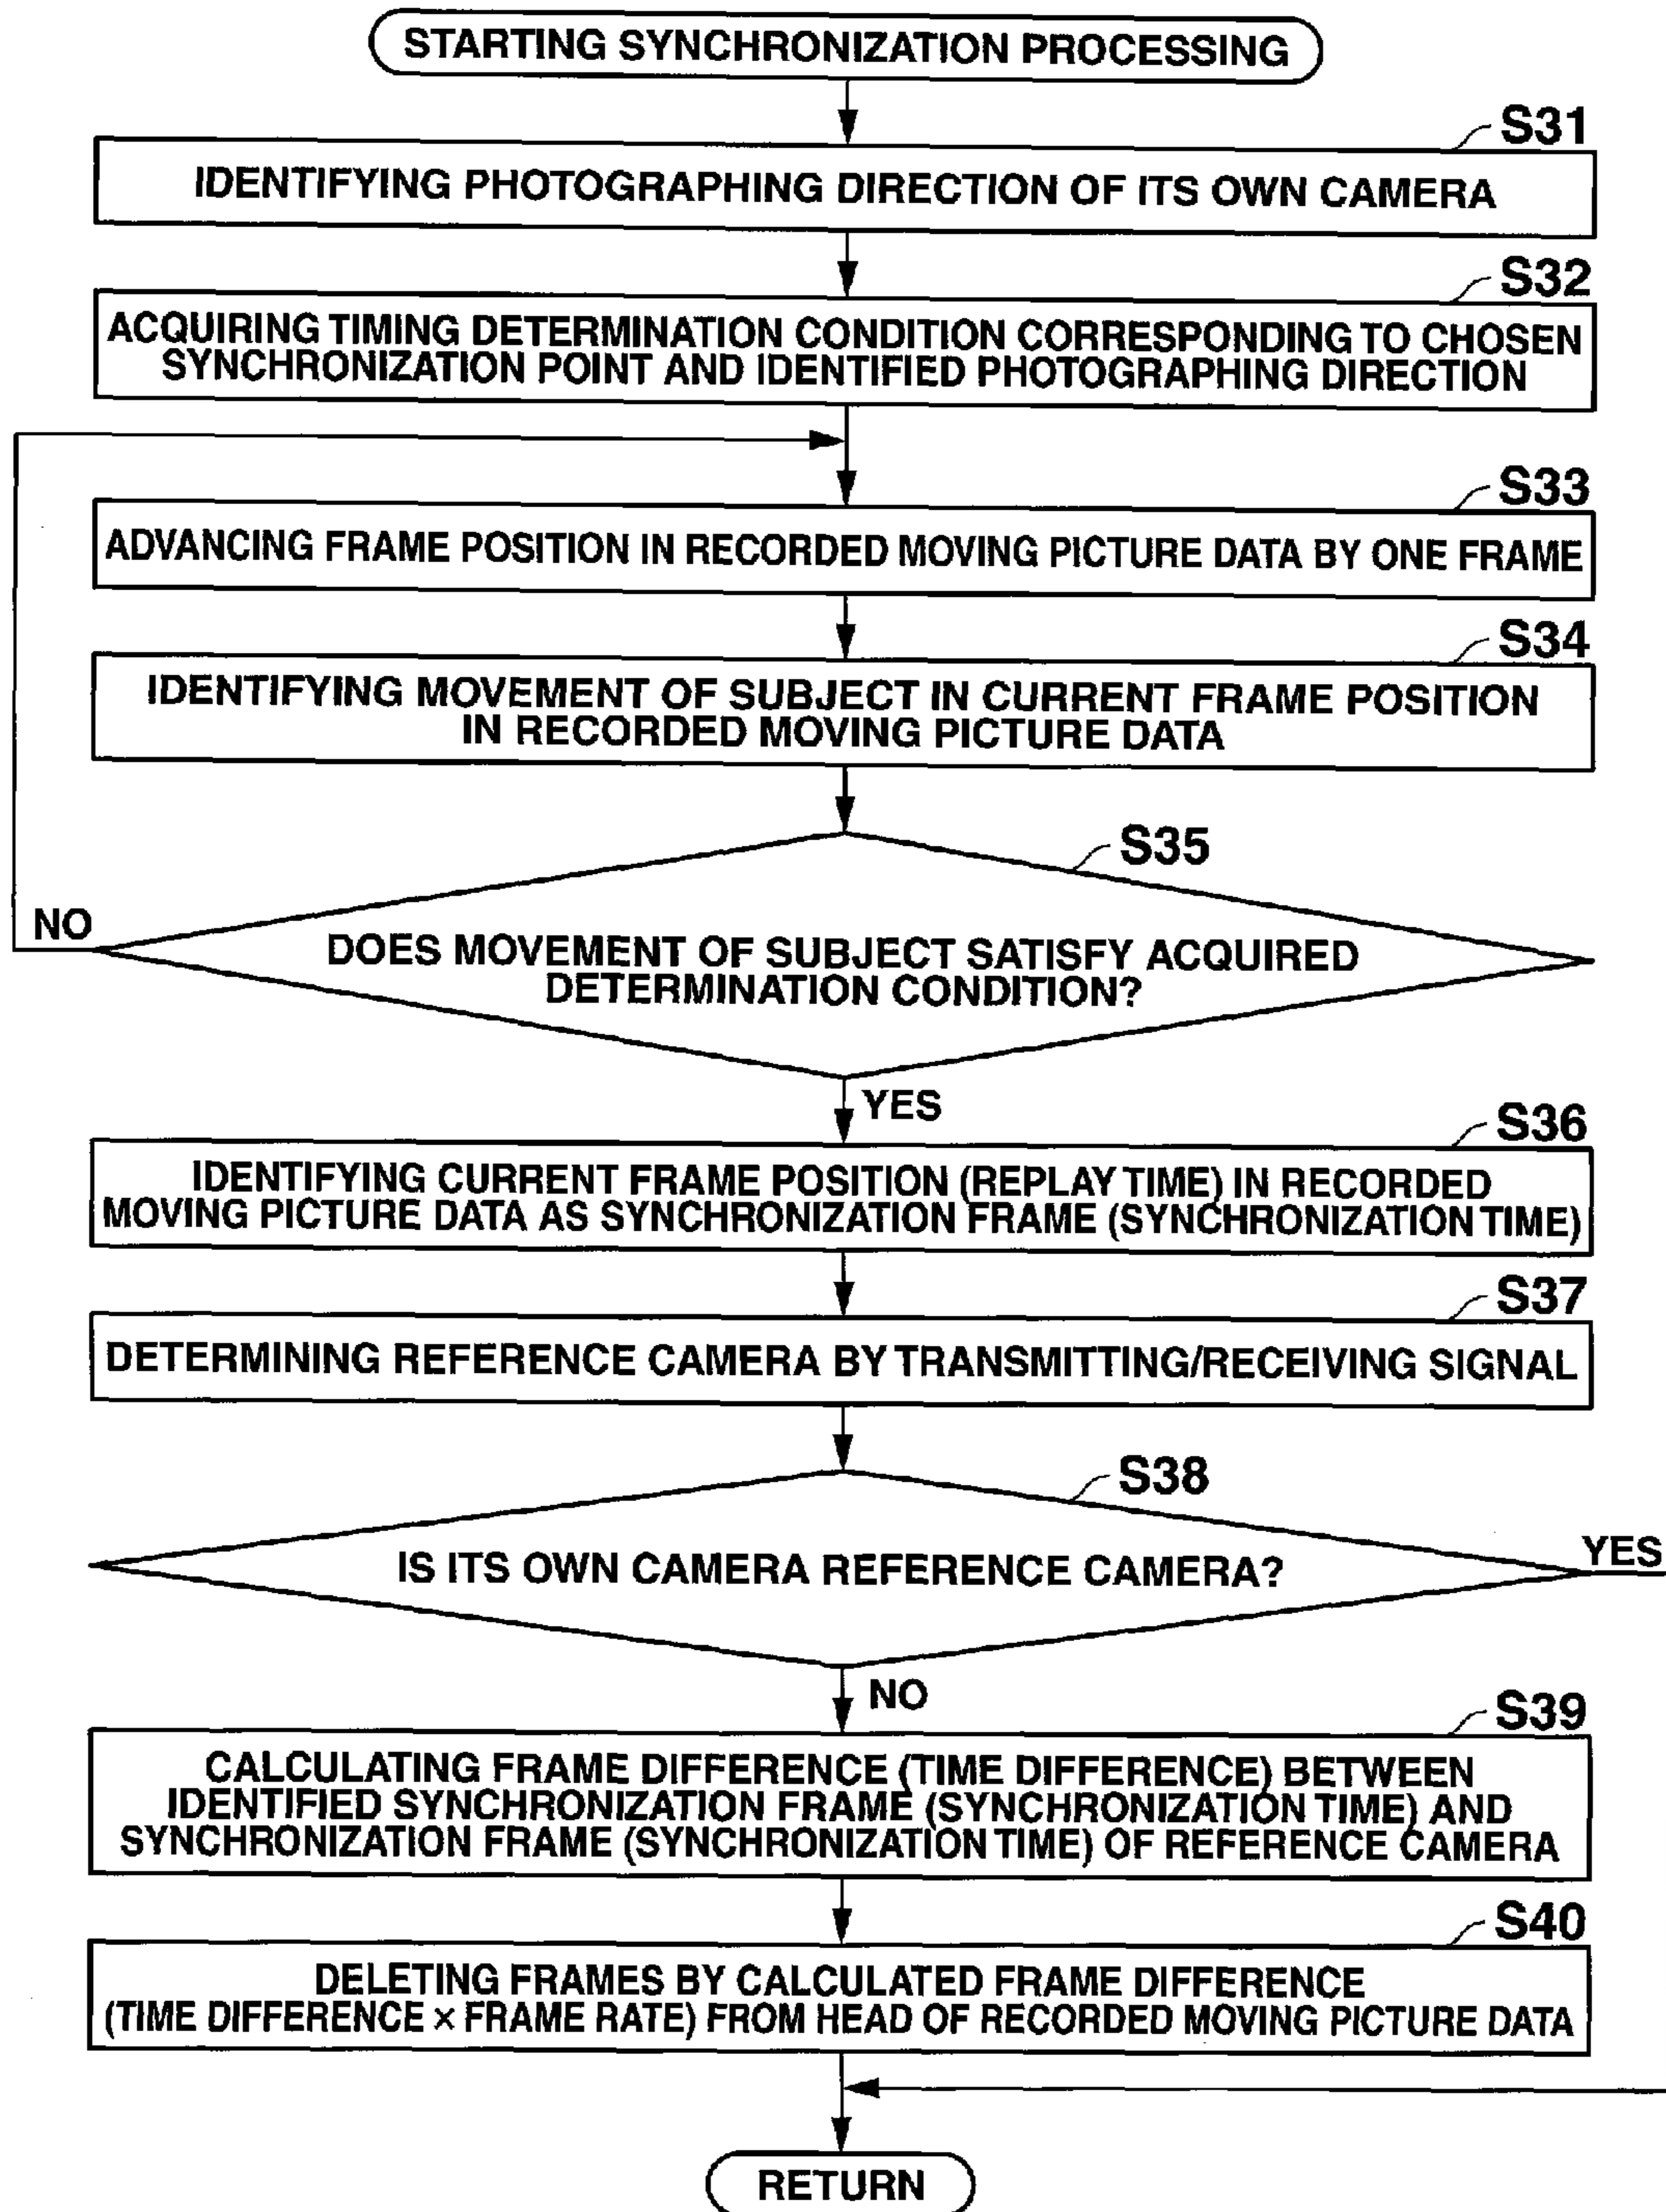 STARTING SYNCHRONIZATION PROCESSING
S31
IDENTIFYING PHOTOGRAPHING DIRECTION OF ITS OWN CAMERA
S32
ACQUIRING TIMING DETERMINATION CONDITION CORRESPONDING TO CHOSEN
SYNCHRONIZATION POINT AND IDENTIFIED PHOTOGRAPHING DIRECTION
S33
ADVANCING FRAME POSITION IN RECORDED MOVING PICTURE DATA BY ONE FRAME
S34
IDENTIFYING MOVEMENT OF SUBJECT IN CURRENT FRAME POSITION
IN RECORDED MOVING PICTURE DATA
S35
NO
DOES MOVEMENT OF SUBJECT SATISFY ACQUIRED
DETERMINATION CONDITION?
YES
S36
IDENTIFYING CURRENT FRAME POSITION (REPLAY TIME) IN RECORDED
MOVING PICTURE DATA AS SYNCHRONIZATION FRAME (SYNCHRONIZATION TIME)
S37
DETERMINING REFERENCE CAMERA BY TRANSMITTING/RECEIVING SIGNAL
S38
IS ITS OWN CAMERA REFERENCE CAMERA?
YES
NO
S39
CALCULATING FRAME DIFFERENCE (TIME DIFFERENCE) BETWEEN
IDENTIFIED SYNCHRONIZATION FRAME (SYNCHRONIZATION TIME) AND
SYNCHRONIZATION FRAME (SYNCHRONIZATION TIME) OF REFERENCE CAMERA
S40
DELETING FRAMES BY CALCULATED FRAME DIFFERENCE
(TIME DIFFERENCE × FRAME RATE) FROM HEAD OF RECORDED MOVING PICTURE DATA
RETURN